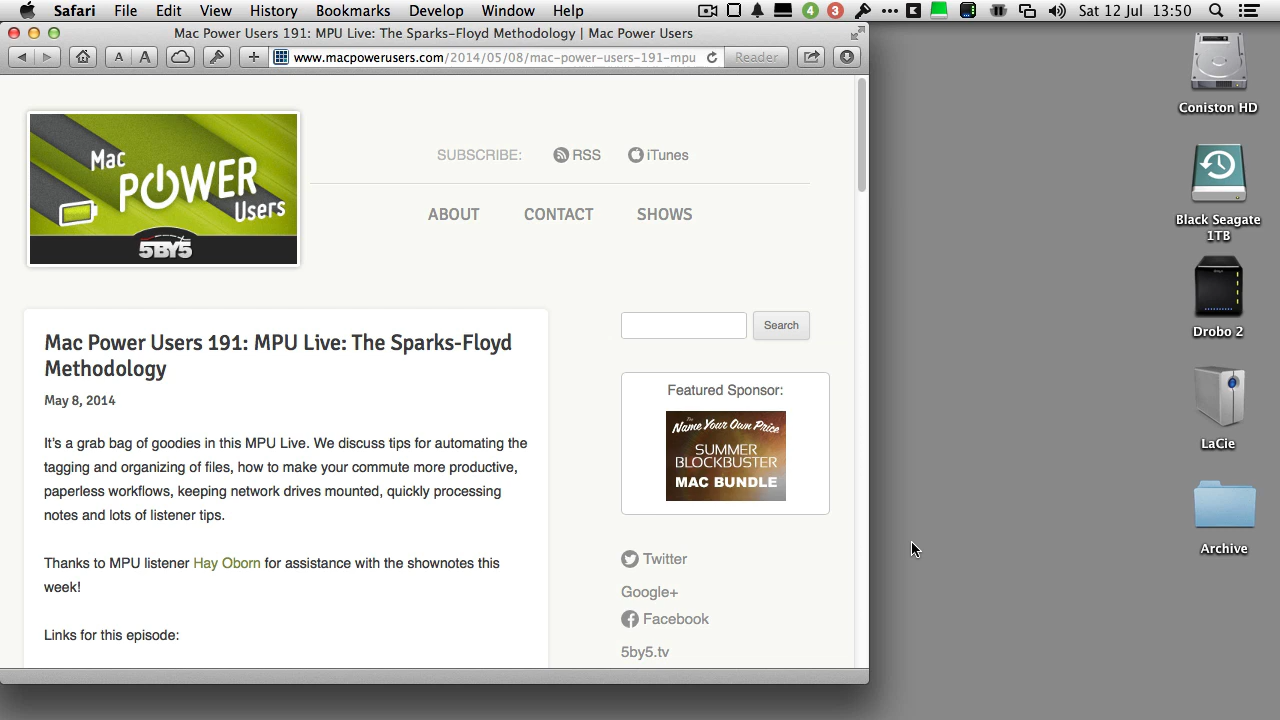 Safari File Edit View History Bookmarks Develop Window Help 4 3 Sat 12 Jul 13:50
Mac Power Users 191: MPU Live: The Sparks-Floyd Methodology | Mac Power Users
A A www.macpowerusers.com/2014/05/08/mac-power-users-191-mpu Reader
Mac
POWER
Users
5BY5
SUBSCRIBE: RSS iTunes
ABOUT CONTACT SHOWS
Mac Power Users 191: MPU Live: The Sparks-Floyd
Methodology
May 8, 2014
It's a grab bag of goodies in this MPU Live. We discuss tips for automating the
tagging and organizing of files, how to make your commute more productive,
paperless workflows, keeping network drives mounted, quickly processing
notes and lots of listener tips.
Thanks to MPU listener Hay Oborn for assistance with the shownotes this
week!
Links for this episode:
Search
Featured Sponsor:
The
Name Your Own Price
SUMMER
BLOCKBUSTER
MAC BUNDLE
Twitter
Google+
Facebook
5by5.tv
Coniston HD
Black Seagate
1TB
Drobo 2
LaCie
Archive